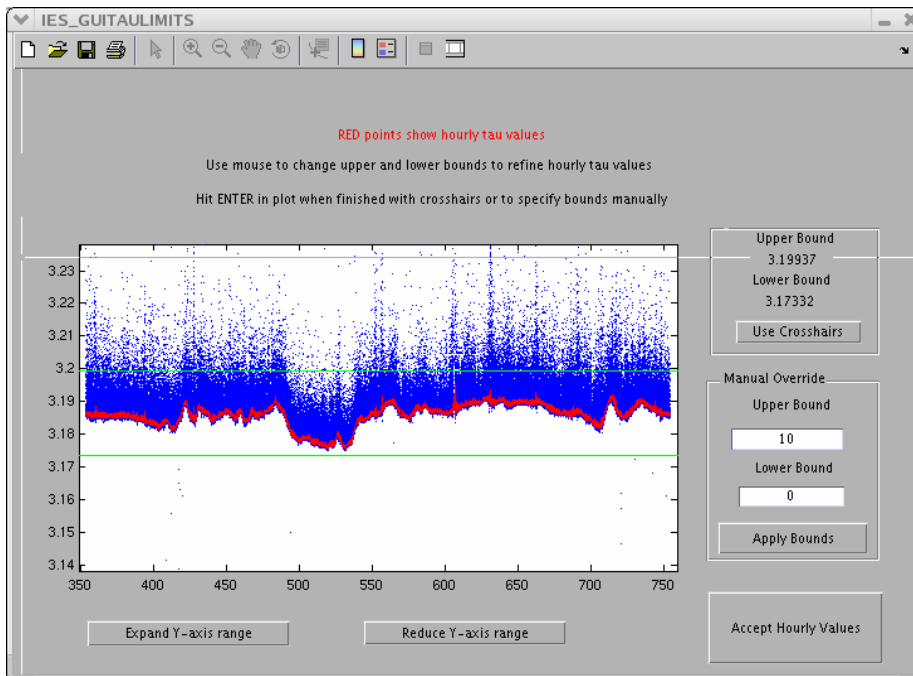 IES_GUITAULIMITS
RED points show hourly tau values
Use mouse to change upper and lower bounds to refine hourly tau values
Hit ENTER in plot when finished with crosshairs or to specify bounds manually
Upper Bound
3.19937
Lower Bound
3.17332
Use Crosshairs
Manual Override
Upper Bound
10
Lower Bound
0
Apply Bounds
3.23
3.22
3.21
3.2
3.19
3.18
3.17
3.16
3.15
3.14
350 400 450 500 550 600 650 700 750
Expand Y-axis range
Reduce Y-axis range
Accept Hourly Values